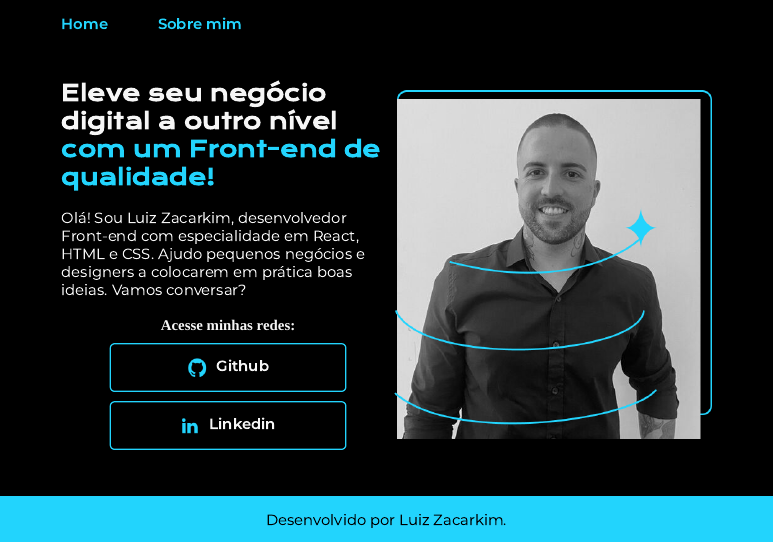 Home
Sobre mim
Eleve seu negócio
digital a outro nível
com um Front-end de
qualidade!
Olá! Sou Luiz Zacarkim, desenvolvedor
Front-end com especialidade em React,
HTML e CSS. Ajudo pequenos negócios e
designers a colocarem em prática boas
ideias. Vamos conversar?
Acesse minhas redes:
Github
in Linkedin
Desenvolvido por Luiz Zacarkim.